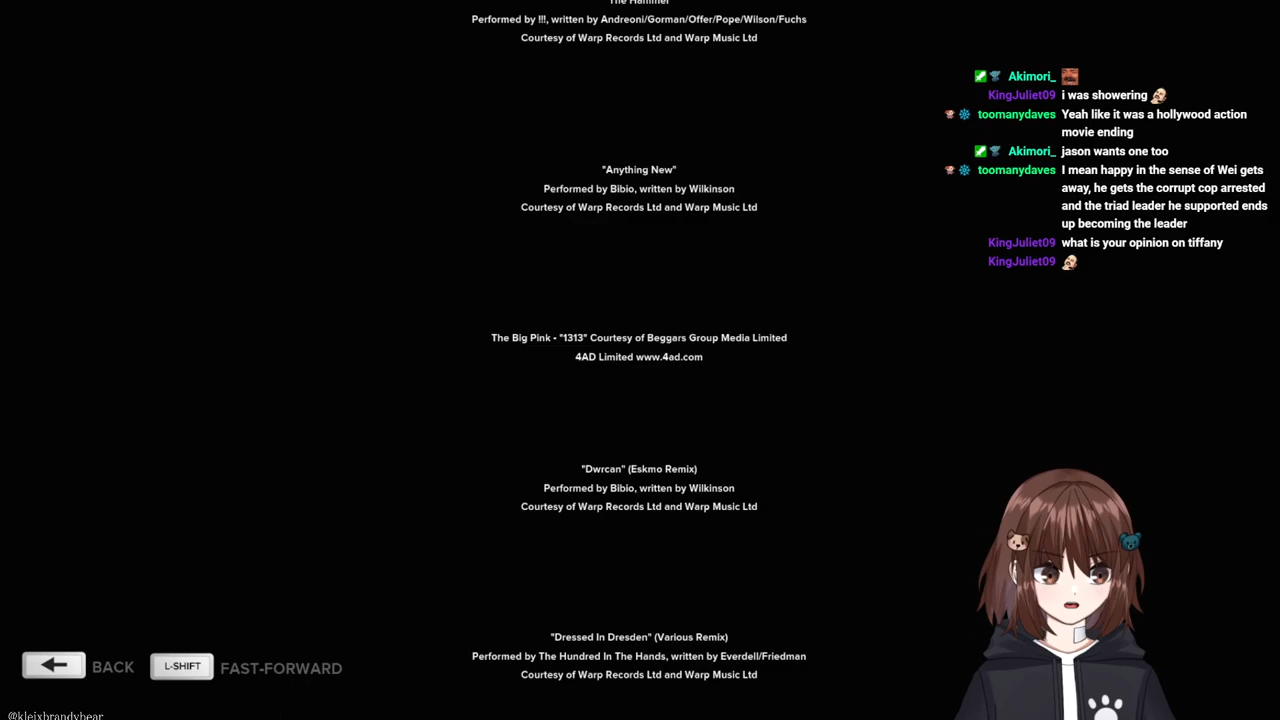 The Hammer
Performed by !!!, written by Andreoni/Gorman/Offer/Pope/Wilson/Fuchs
Courtesy of Warp Records Ltd and Warp Music Ltd
"Anything New"
Performed by Bibio, written by Wilkinson
Courtesy of Warp Records Ltd and Warp Music Ltd
The Big Pink - "1313" Courtesy of Beggars Group Media Limited
4AD Limited www.4ad.com
"Dwrcan" (Eskmo Remix)
Performed by Bibio, written by Wilkinson
Courtesy of Warp Records Ltd and Warp Music Ltd
"Dressed In Dresden" (Various Remix)
Performed by The Hundred In The Hands, written by Everdell/Friedman
Courtesy of Warp Records Ltd and Warp Music Ltd
Akimori_
KingJuliet09 i was showering
toomanydaves Yeah like it was a hollywood action
movie ending
Akimori_ jason wants one too
toomanydaves I mean happy in the sense of Wei gets
away, he gets the corrupt cop arrested
and the triad leader he supported ends
up becoming the leader
KingJuliet09 what is your opinion on tiffany
KingJuliet09
BACK L-SHIFT FAST-FORWARD
@kleixbrandybear